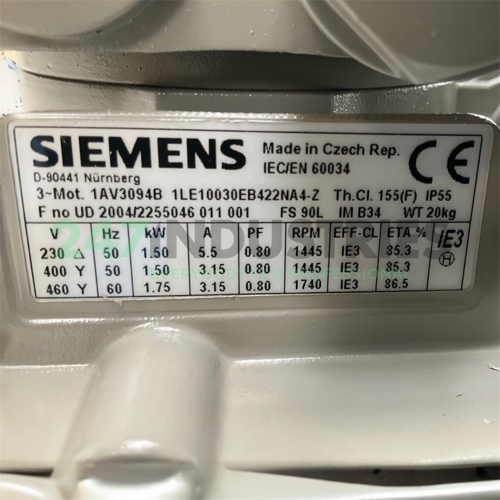 SIEMENS
Made in Czech Rep.
IEC/EN 60034
CE
D-90441 Nürnberg
3~Mot. 1AV3094B 1LE10030EB422NA4-Z Th.Cl. 155(F) IP55
F no UD 2004/2255046 011 001 FS 90L IM B34 WT 20kg
V Hz kW A PF RPM EFF-CL ETA % IE3
230 Δ 50 1.50 5.5 0.80 1445 IE3 85.3
400 Y 50 1.50 3.15 0.80 1445 IE3 85.3
460 Y 60 1.75 3.15 0.80 1740 IE3 86.5
H
247 INDUSTRIES